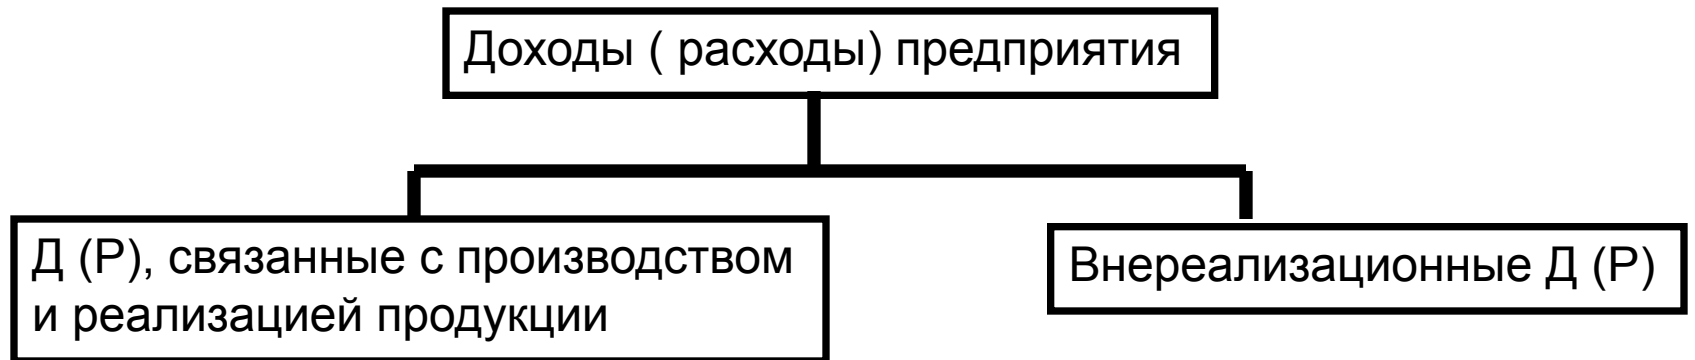 Доходы ( расходы) предприятия
Д (Р), связанные с производством
и реализацией продукции
Внереализационные Д (Р)